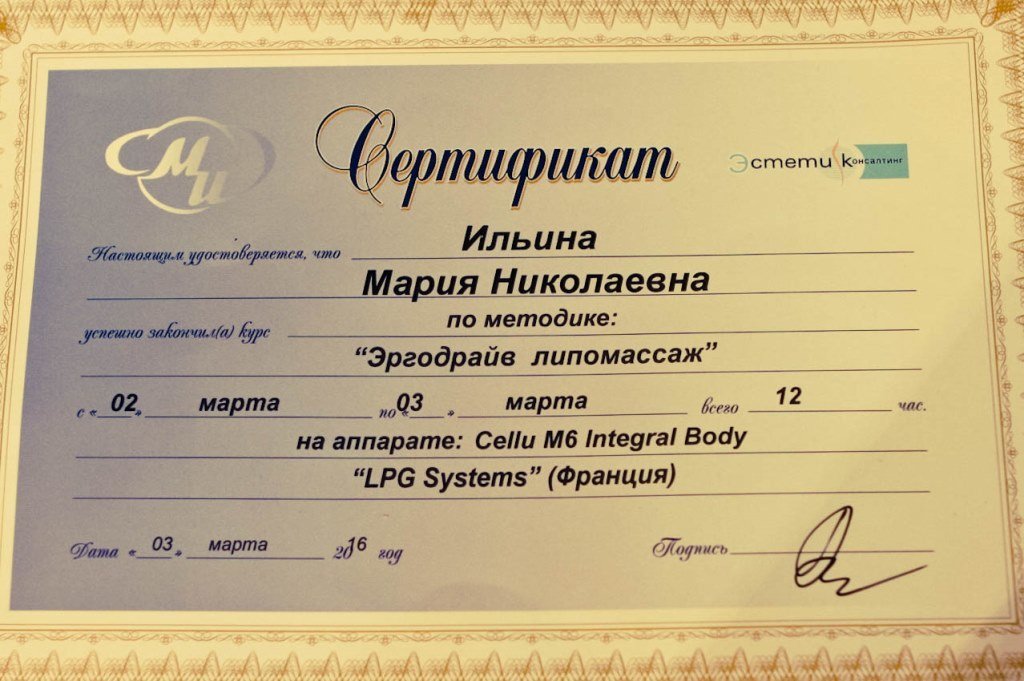 МИ
Сертификат
Эстети Консалтинг
Настоящим удостоверяется, что Ильина
Мария Николаевна
успешно закончил(а) курс по методике:
“Эргодрайв липомассаж”
с «02» марта по «03» марта всего 12 час.
на аппарате: Cellu M6 Integral Body
“LPG Systems” (Франция)
Дата «03» марта 2016 год Подпись